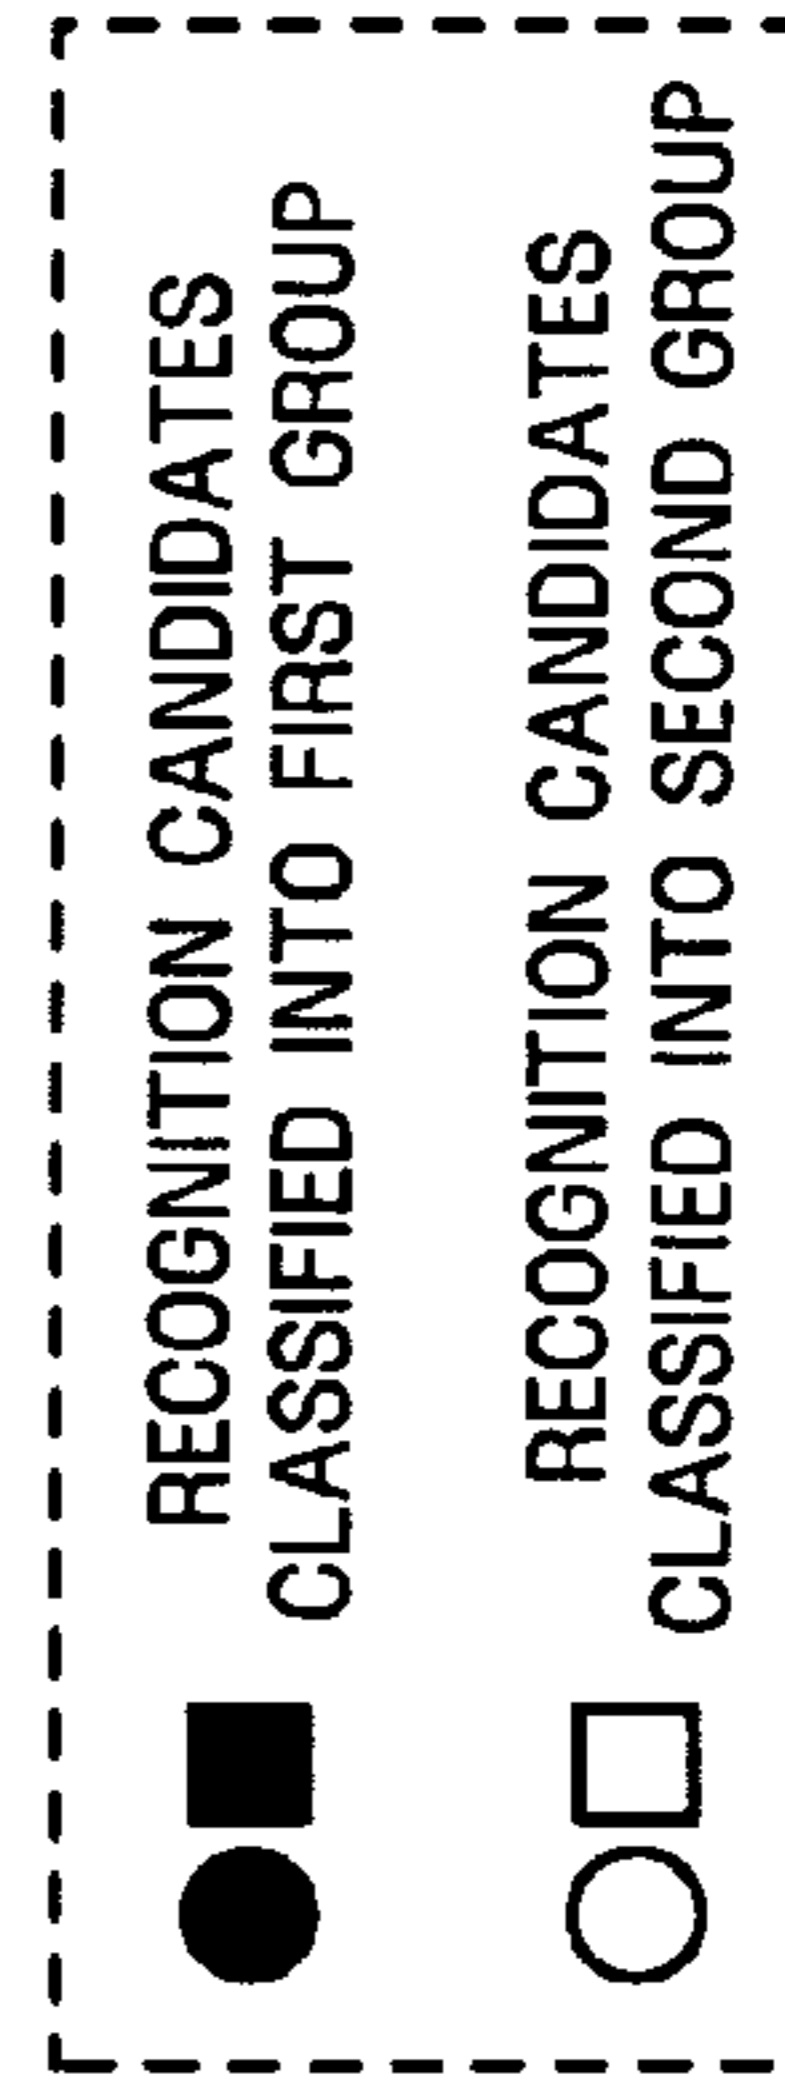 RECOGNITION CANDIDATES
CLASSIFIED INTO FIRST GROUP
RECOGNITION CANDIDATES
CLASSIFIED INTO SECOND GROUP